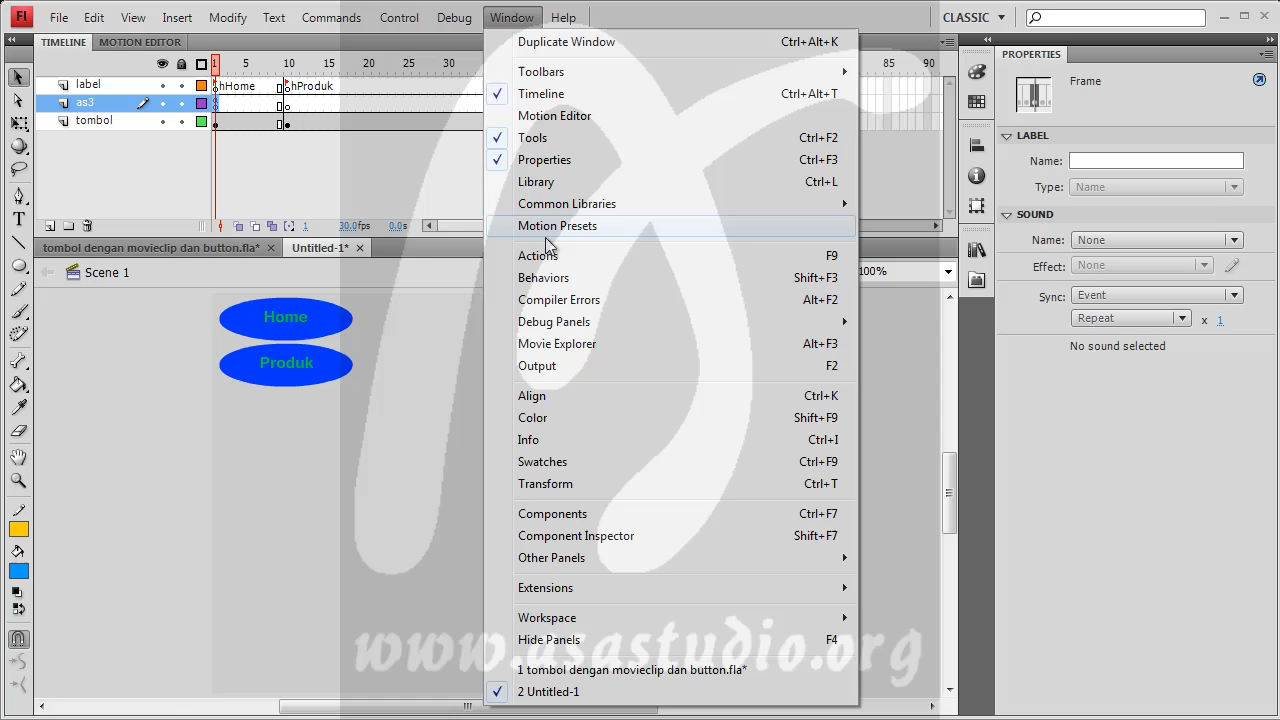 Fl File Edit View Insert Modify Text Commands Control Debug Window Help CLASSIC
TIMELINE MOTION EDITOR
1 5 10 15 20 25 30 85 90
label hHome hProduk
as3
tombol
1 30.0fps 0.0s
tombol dengan movieclip dan button.fla* Untitled-1*
Scene 1 100%
Home
Produk
Duplicate Window Ctrl+Alt+K
Toolbars
Timeline Ctrl+Alt+T
Motion Editor
Tools Ctrl+F2
Properties Ctrl+F3
Library Ctrl+L
Common Libraries
Motion Presets
Actions F9
Behaviors Shift+F3
Compiler Errors Alt+F2
Debug Panels
Movie Explorer Alt+F3
Output F2
Align Ctrl+K
Color Shift+F9
Info Ctrl+I
Swatches Ctrl+F9
Transform Ctrl+T
Components Ctrl+F7
Component Inspector Shift+F7
Other Panels
Extensions
Workspace
Hide Panels F4
1 tombol dengan movieclip dan button.fla*
2 Untitled-1
PROPERTIES
Frame
LABEL
Name:
Type: Name
SOUND
Name: None
Effect: None
Sync: Event
Repeat x 1
No sound selected
www.asastudio.org